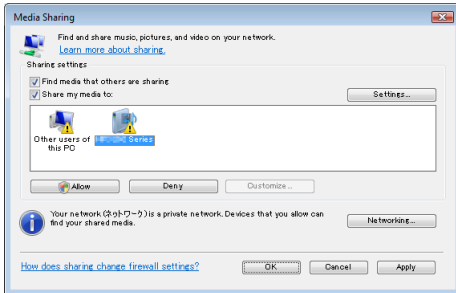 Media Sharing
Find and share music, pictures, and video on your network.
Learn more about sharing.
Sharing settings
Find media that others are sharing
Share my media to:
Settings...
Other users of
this PC
Series
Allow
Deny
Customize...
Your network (ネットワーク) is a private network. Devices that you allow can
find your shared media.
Networking...
How does sharing change firewall settings?
OK
Cancel
Apply